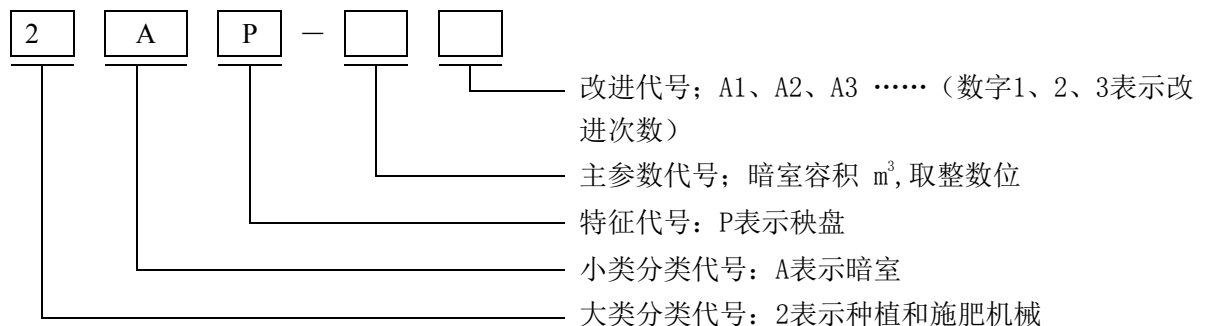 2 A P －
改进代号；A1、A2、A3 ……（数字1、2、3表示改
进次数）
主参数代号；暗室容积 m³,取整数位
特征代号：P表示秧盘
小类分类代号：A表示暗室
大类分类代号：2表示种植和施肥机械